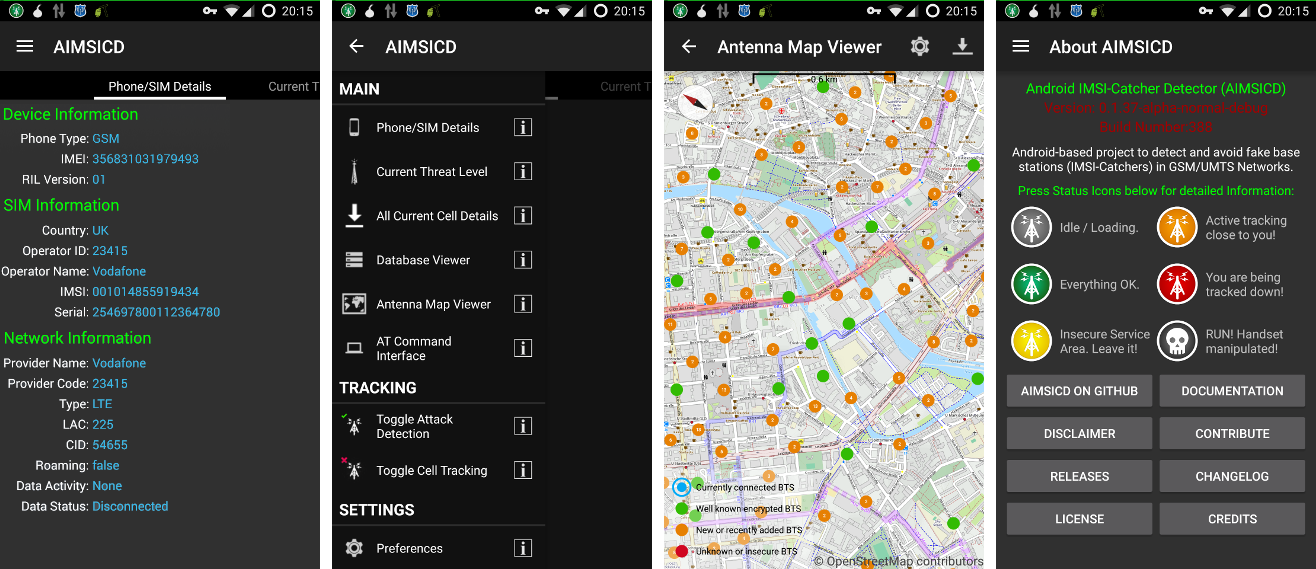 20:15
AIMSICD
Phone/SIM Details
Current T
Device Information
Phone Type: GSM
IMEI: 356831031979493
RIL Version: 01
SIM Information
Country: UK
Operator ID: 23415
Operator Name: Vodafone
IMSI: 001014855919434
Serial: 254697800112364780
Network Information
Provider Name: Vodafone
Provider Code: 23415
Type: LTE
LAC: 225
CID: 54655
Roaming: false
Data Activity: None
Data Status: Disconnected
20:15
AIMSICD
Current T
MAIN
Phone/SIM Details
Current Threat Level
All Current Cell Details
Database Viewer
Antenna Map Viewer
AT Command
Interface
TRACKING
Toggle Attack
Detection
Toggle Cell Tracking
SETTINGS
Preferences
20:15
Antenna Map Viewer
0.6 km
Currently connected BTS
Well known encrypted BTS
New or recently added BTS
Unknown or insecure BTS
© OpenStreetMap contributors
20:15
About AIMSICD
Android IMSI-Catcher Detector (AIMSICD)
Android-based project to detect and avoid fake base
stations (IMSI-Catchers) in GSM/UMTS Networks.
Press Status Icons below for detailed Information:
Idle / Loading.
Active tracking
close to you!
Everything OK.
You are being
tracked down!
Insecure Service
Area. Leave it!
RUN! Handset
manipulated!
AIMSICD ON GITHUB
DOCUMENTATION
DISCLAIMER
CONTRIBUTE
RELEASES
CHANGELOG
LICENSE
CREDITS